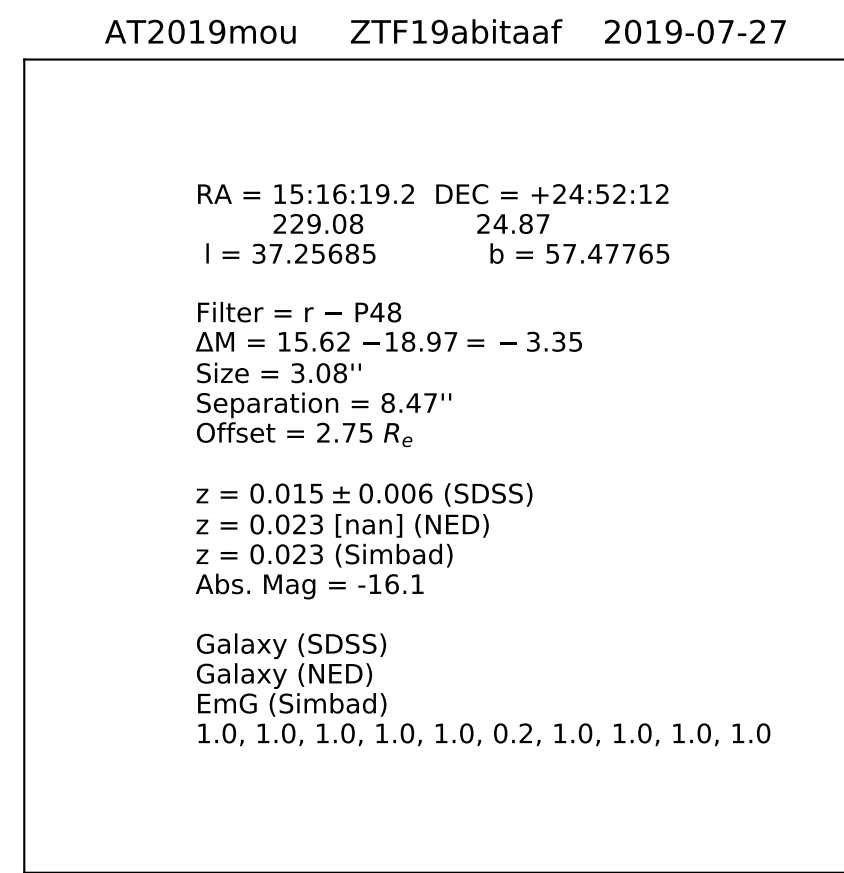 AT2019mou ZTF19abitaaf 2019-07-27
RA = 15:16:19.2 DEC = +24:52:12
229.08 24.87
l = 37.25685 b = 57.47765
Filter = r − P48
ΔM = 15.62 −18.97 = − 3.35
Size = 3.08''
Separation = 8.47''
Offset = 2.75 Re
z = 0.015 ± 0.006 (SDSS)
z = 0.023 [nan] (NED)
z = 0.023 (Simbad)
Abs. Mag = -16.1
Galaxy (SDSS)
Galaxy (NED)
EmG (Simbad)
1.0, 1.0, 1.0, 1.0, 1.0, 0.2, 1.0, 1.0, 1.0, 1.0